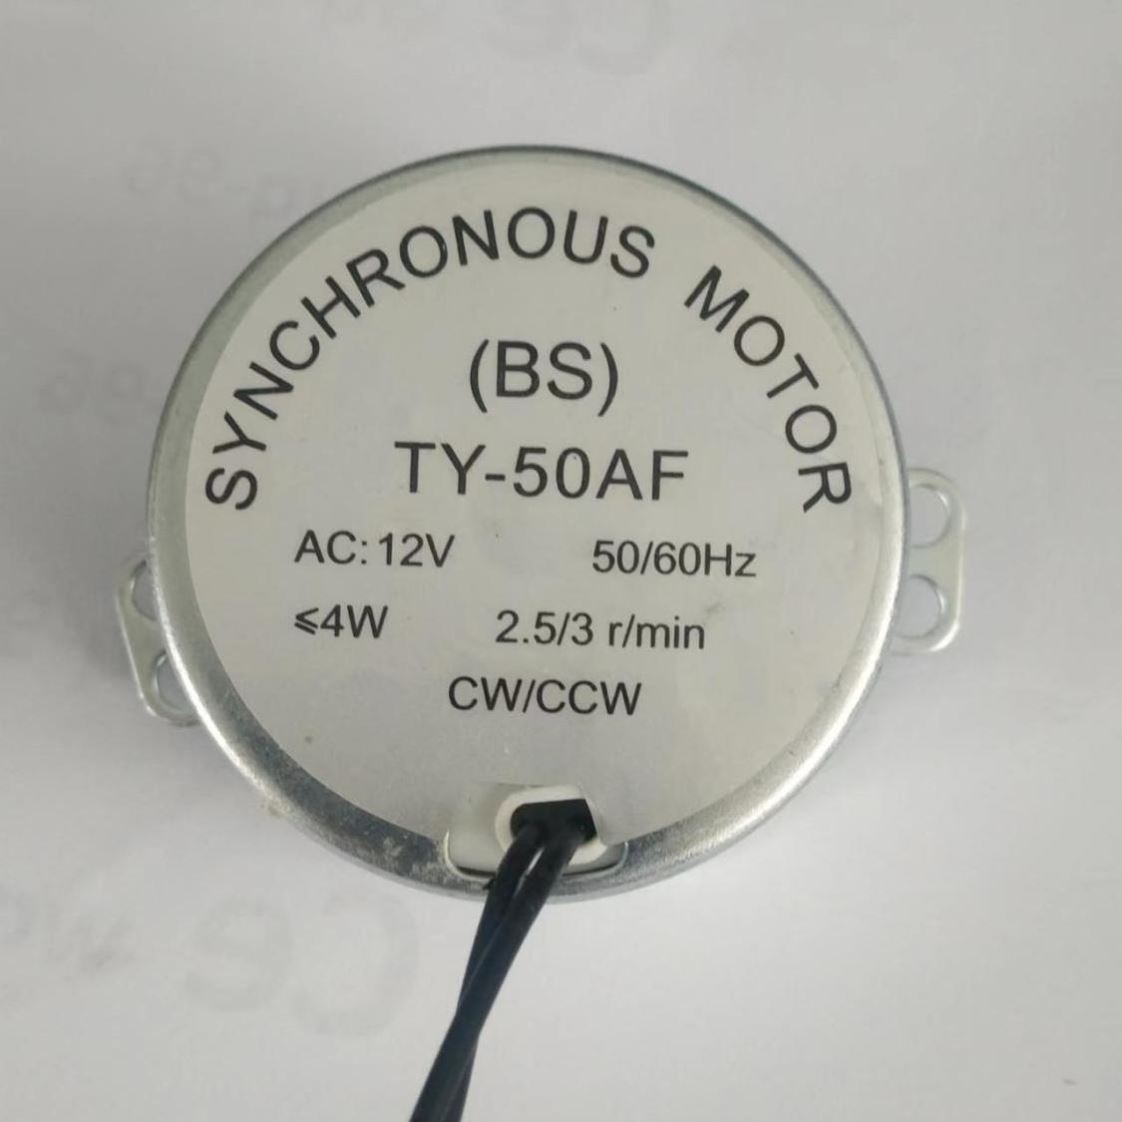 SYNCHRONOUS MOTOR
(BS)
TY-50AF
AC: 12V 50/60Hz
≤4W 2.5/3 r/min
CW/CCW